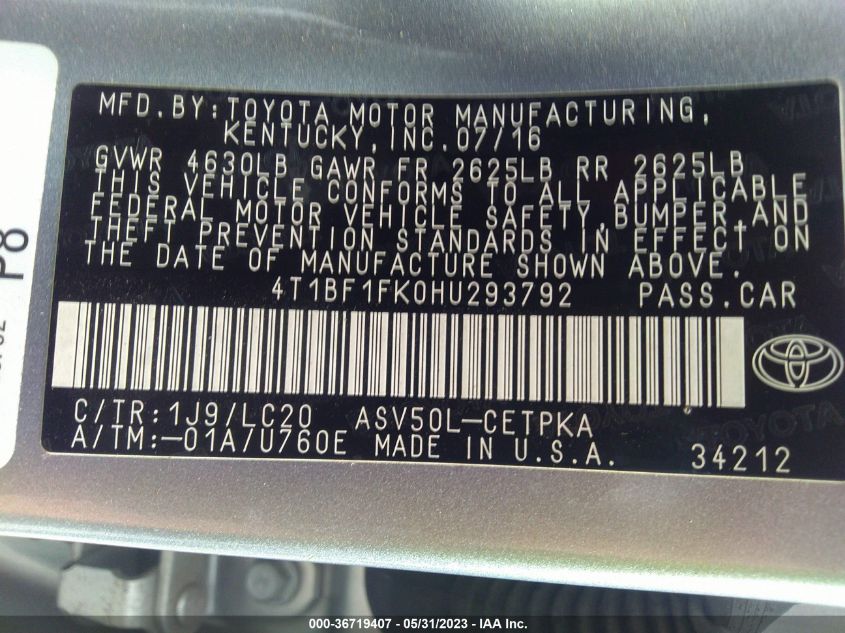 MFD.BY:TOYOTA MOTOR MANUFACTURING,
KENTUCKY,INC.07/16
GVWR 4630LB GAWR FR 2625LB RR 2625LB
THIS VEHICLE CONFORMS TO ALL APPLICABLE
FEDERAL MOTOR VEHICLE SAFETY,BUMPER,AND
THEFT PREVENTION STANDARDS IN EFFECT ON
THE DATE OF MANUFACTURE SHOWN ABOVE.
4T1BF1FK0HU293792 PASS.CAR
C/TR:1J9/LC20 ASV50L-CETPKA
A/TM:-01A/U760E MADE IN U.S.A. 34212
P8
000-36719407 - 05/31/2023 - IAA Inc.